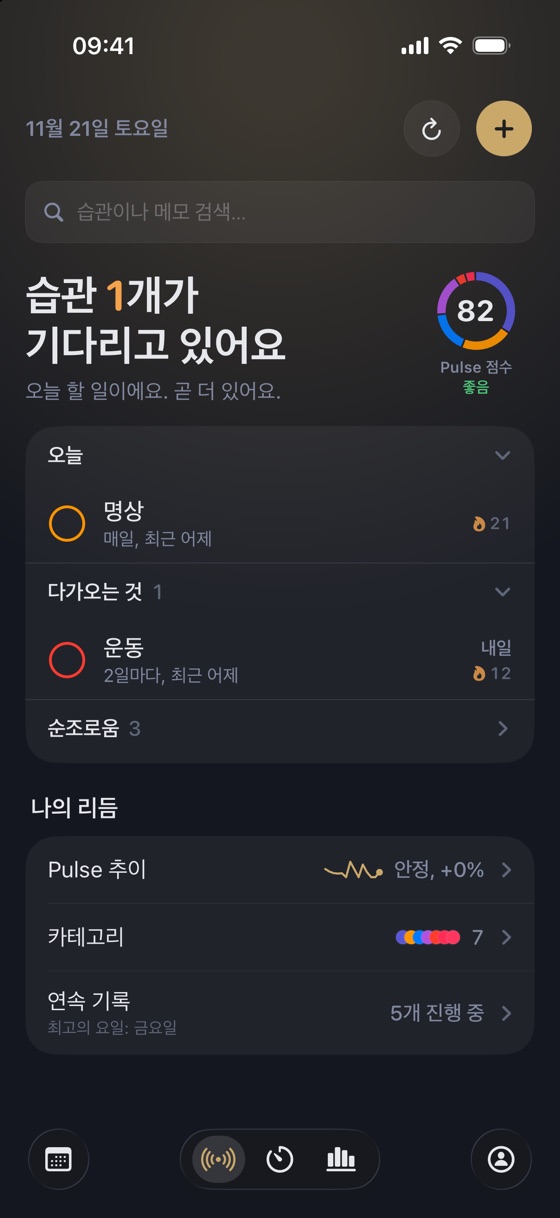 09:41
11월 21일 토요일
습관이나 메모 검색...
습관 1개가
기다리고 있어요
오늘 할 일이에요. 곧 더 있어요.
82
Pulse 점수
좋음
오늘
명상
매일, 최근 어제
21
다가오는 것 1
운동
2일마다, 최근 어제
내일
12
순조로움 3
나의 리듬
Pulse 추이
안정, +0%
카테고리
7
연속 기록
최고의 요일: 금요일
5개 진행 중